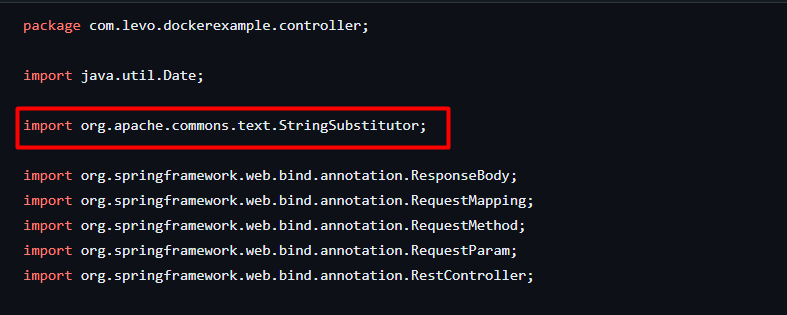 package com.levo.dockerexample.controller;
import java.util.Date;
import org.apache.commons.text.StringSubstitutor;
import org.springframework.web.bind.annotation.ResponseBody;
import org.springframework.web.bind.annotation.RequestMapping;
import org.springframework.web.bind.annotation.RequestMethod;
import org.springframework.web.bind.annotation.RequestParam;
import org.springframework.web.bind.annotation.RestController;